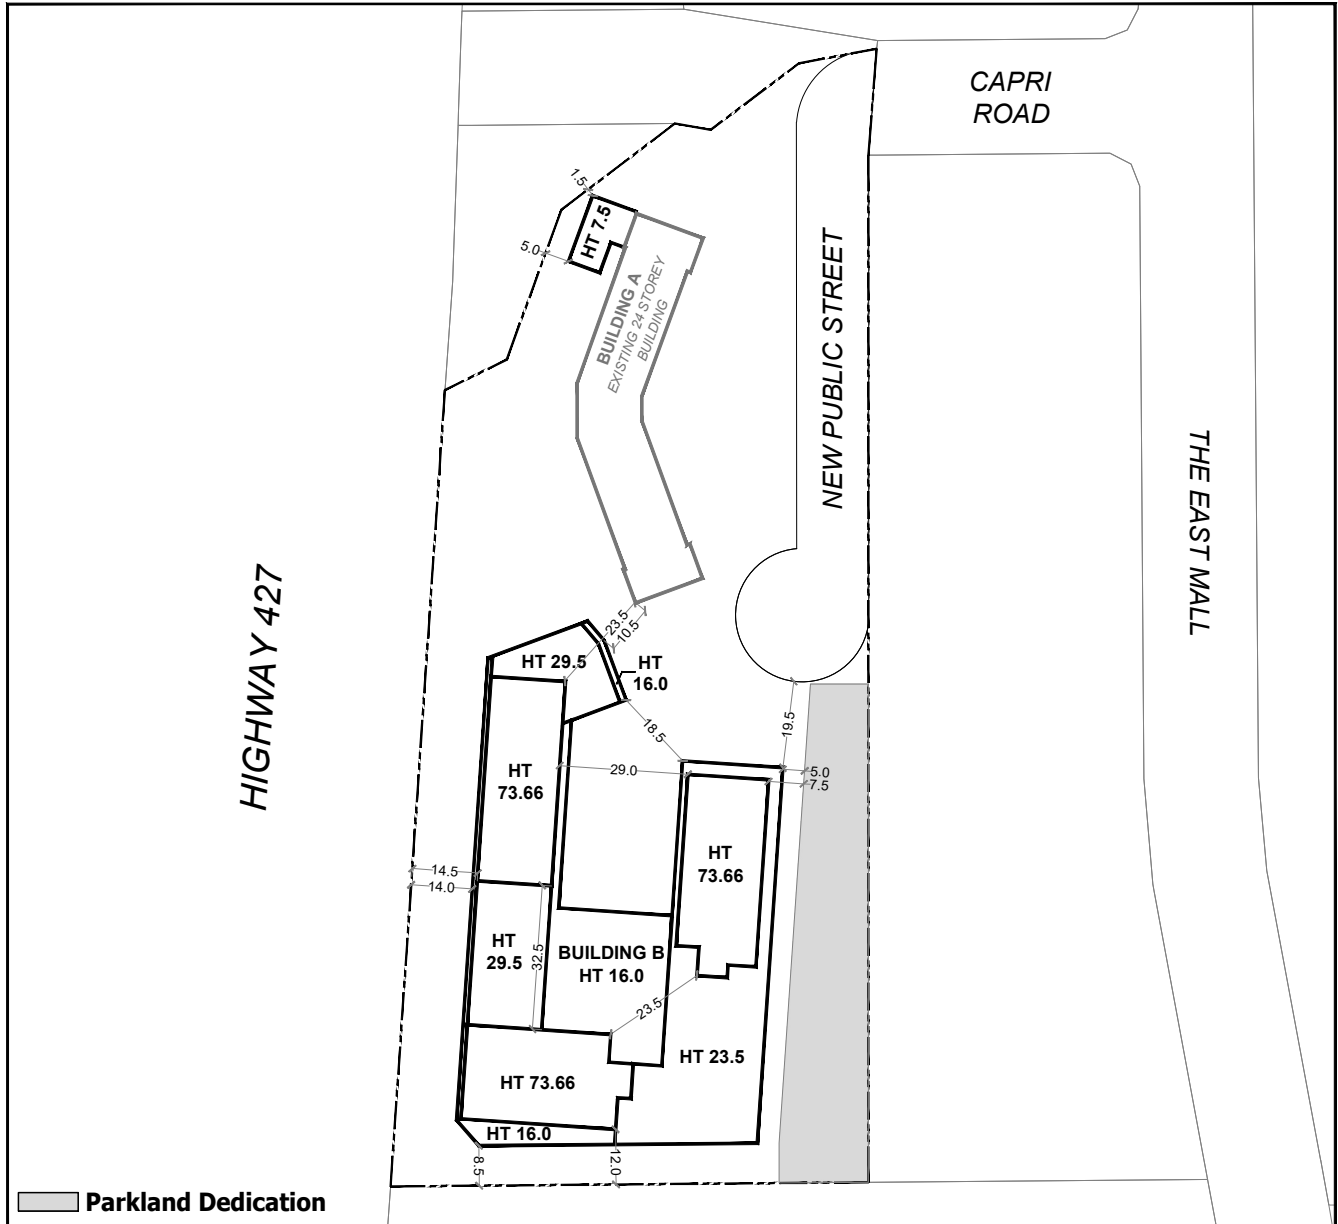 CAPRI
ROAD
1.5
HT 7.5
5.0
BUILDING A
EXISTING 24 STOREY
BUILDING
NEW PUBLIC STREET
THE EAST MALL
HIGHWAY 427
23.5
10.5
HT 29.5
HT
16.0
18.5
19.5
29.0
5.0
7.5
HT
73.66
HT
73.66
14.5
14.0
HT
29.5
32.5
BUILDING B
HT 16.0
23.5
HT 23.5
HT 73.66
HT 16.0
8.5
12.0
Parkland Dedication